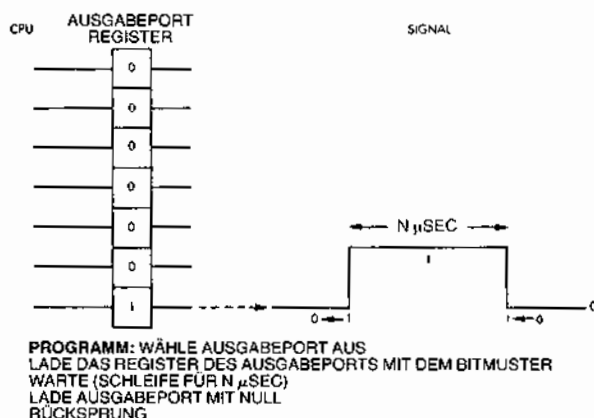 CPU
AUSGABEPORT
REGISTER
SIGNAL
0
0
0
0
0
0
1
N µSEC
1
0 1
1 0
0
PROGRAMM: WÄHLE AUSGABEPORT AUS
LADE DAS REGISTER DES AUSGABEPORTS MIT DEM BITMUSTER
WARTE (SCHLEIFE FÜR N µSEC)
LADE AUSGABEPORT MIT NULL
RÜCKSPRUNG